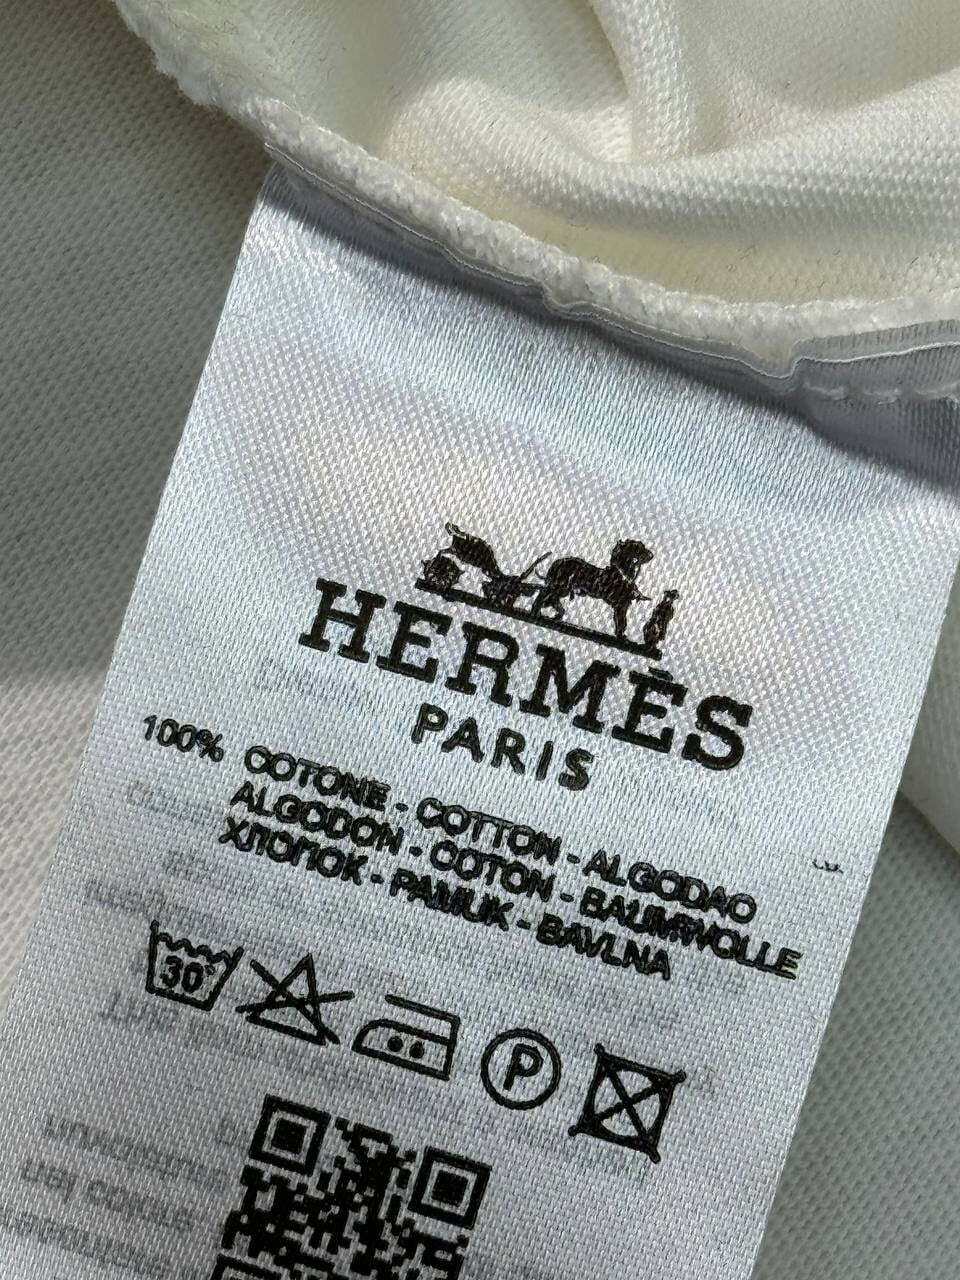 HERMÈS
PARIS
100% COTONE - COTTON - ALGODAO
ALGODON - COTON - BAUMWOLLE
ХЛОПОК - PAMUK - BAVLNA
30°
P